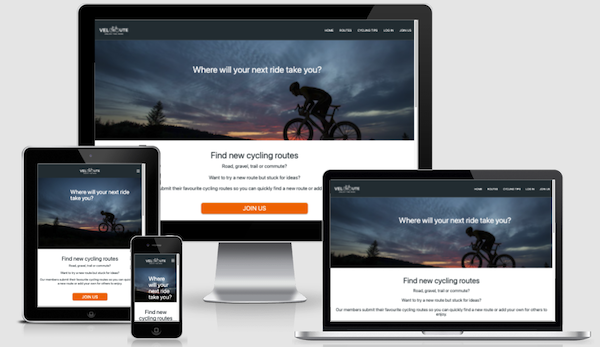 VELOROUTE
HOME ROUTES CYCLING TIPS LOG IN JOIN US
Where will your next ride take you?
Find new cycling routes
Road, gravel, trail or commute?
Want to try a new route but stuck for ideas?
submit their favourite cycling routes so you can quickly find a new route or add
JOIN US
Where will your next ride
take you?
Find new cycling routes
Road, gravel, trail or commute?
Want to try a new route but stuck for ideas?
Our members submit their favourite cycling routes so you can quickly find
a new route or add your own for others to enjoy.
JOIN US
Where will
your next ride
take you?
Find new
cycling routes
HOME ROUTES CYCLING TIPS LOG IN JOIN US
Where will your next ride take you?
Find new cycling routes
Road, gravel, trail or commute?
Want to try a new route but stuck for ideas?
Our members submit their favourite cycling routes so you can quickly find a new route or add your own for others to
enjoy.